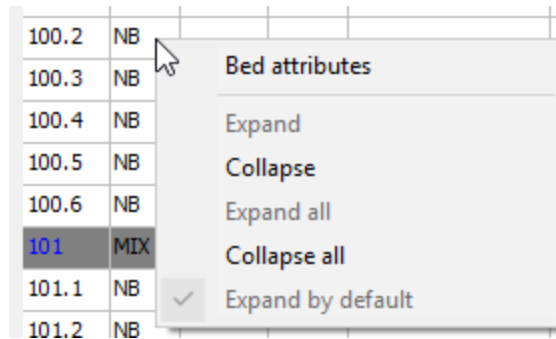 100.2 NB
Bed attributes
100.3 NB
100.4 NB
Expand
100.5 NB
Collapse
100.6 NB
Expand all
101 MIX
Collapse all
101.1 NB
Expand by default
101.2 NB